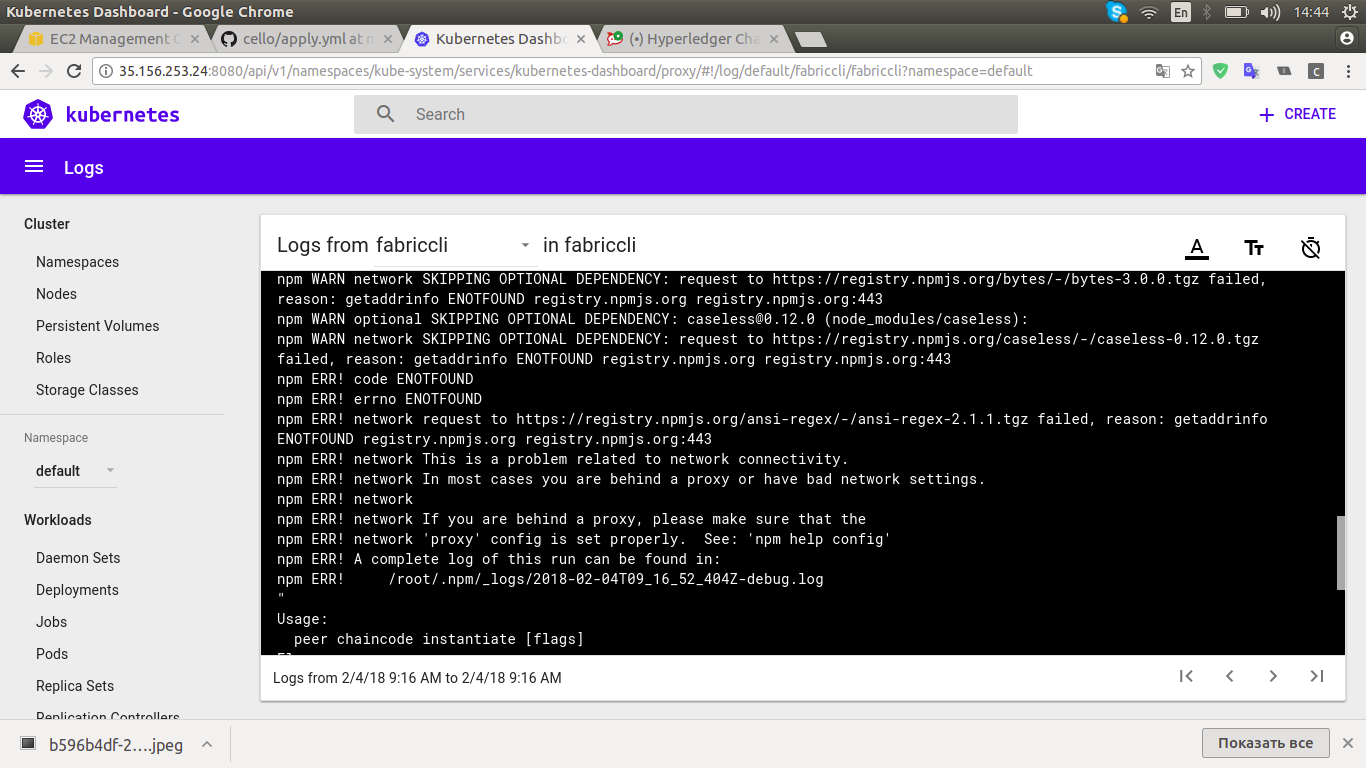 Kubernetes Dashboard - Google Chrome
En
14:44
EC2 Management C
cello/apply.yml at m
Kubernetes Dashbo
(•) Hyperledger Cha
35.156.253.24:8080/api/v1/namespaces/kube-system/services/kubernetes-dashboard/proxy/#!/log/default/fabriccli/fabriccli?namespace=default
kubernetes
Search
+ CREATE
Logs
Cluster
Namespaces
Nodes
Persistent Volumes
Roles
Storage Classes
Namespace
default
Workloads
Daemon Sets
Deployments
Jobs
Pods
Replica Sets
Replication Controllers
Logs from fabriccli in fabriccli
npm WARN network SKIPPING OPTIONAL DEPENDENCY: request to https://registry.npmjs.org/bytes/-/bytes-3.0.0.tgz failed,
reason: getaddrinfo ENOTFOUND registry.npmjs.org registry.npmjs.org:443
npm WARN optional SKIPPING OPTIONAL DEPENDENCY: caseless@0.12.0 (node_modules/caseless):
npm WARN network SKIPPING OPTIONAL DEPENDENCY: request to https://registry.npmjs.org/caseless/-/caseless-0.12.0.tgz
failed, reason: getaddrinfo ENOTFOUND registry.npmjs.org registry.npmjs.org:443
npm ERR! code ENOTFOUND
npm ERR! errno ENOTFOUND
npm ERR! network request to https://registry.npmjs.org/ansi-regex/-/ansi-regex-2.1.1.tgz failed, reason: getaddrinfo
ENOTFOUND registry.npmjs.org registry.npmjs.org:443
npm ERR! network This is a problem related to network connectivity.
npm ERR! network In most cases you are behind a proxy or have bad network settings.
npm ERR! network
npm ERR! network If you are behind a proxy, please make sure that the
npm ERR! network 'proxy' config is set properly.  See: 'npm help config'
npm ERR! A complete log of this run can be found in:
npm ERR!     /root/.npm/_logs/2018-02-04T09_16_52_404Z-debug.log
"
Usage:
  peer chaincode instantiate [flags]
Logs from 2/4/18 9:16 AM to 2/4/18 9:16 AM
b596b4df-2....jpeg
Показать все